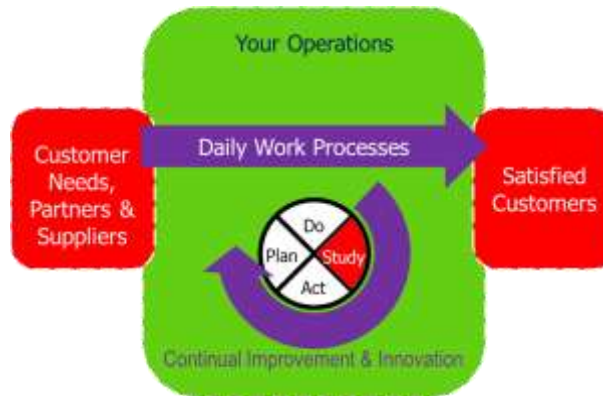 Your Operations
Daily Work Processes
Customer
Needs,
Partners &
Suppliers
Satisfied
Customers
Do
Plan
Study
Act
Continual Improvement & Innovation